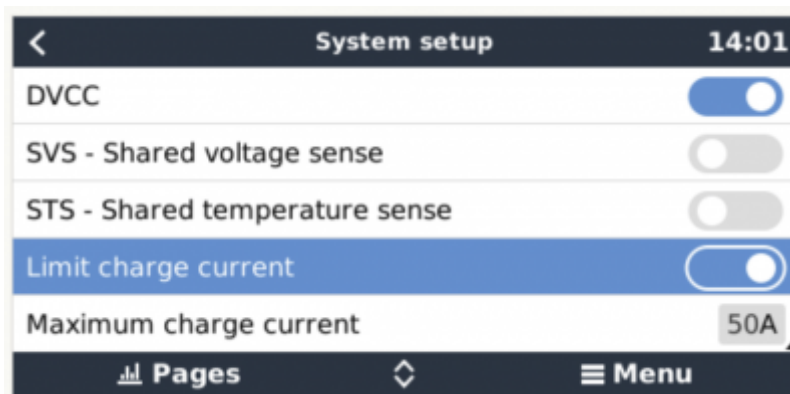 System setup 14:01
DVCC
SVS - Shared voltage sense
STS - Shared temperature sense
Limit charge current
Maximum charge current 50A
Pages Menu